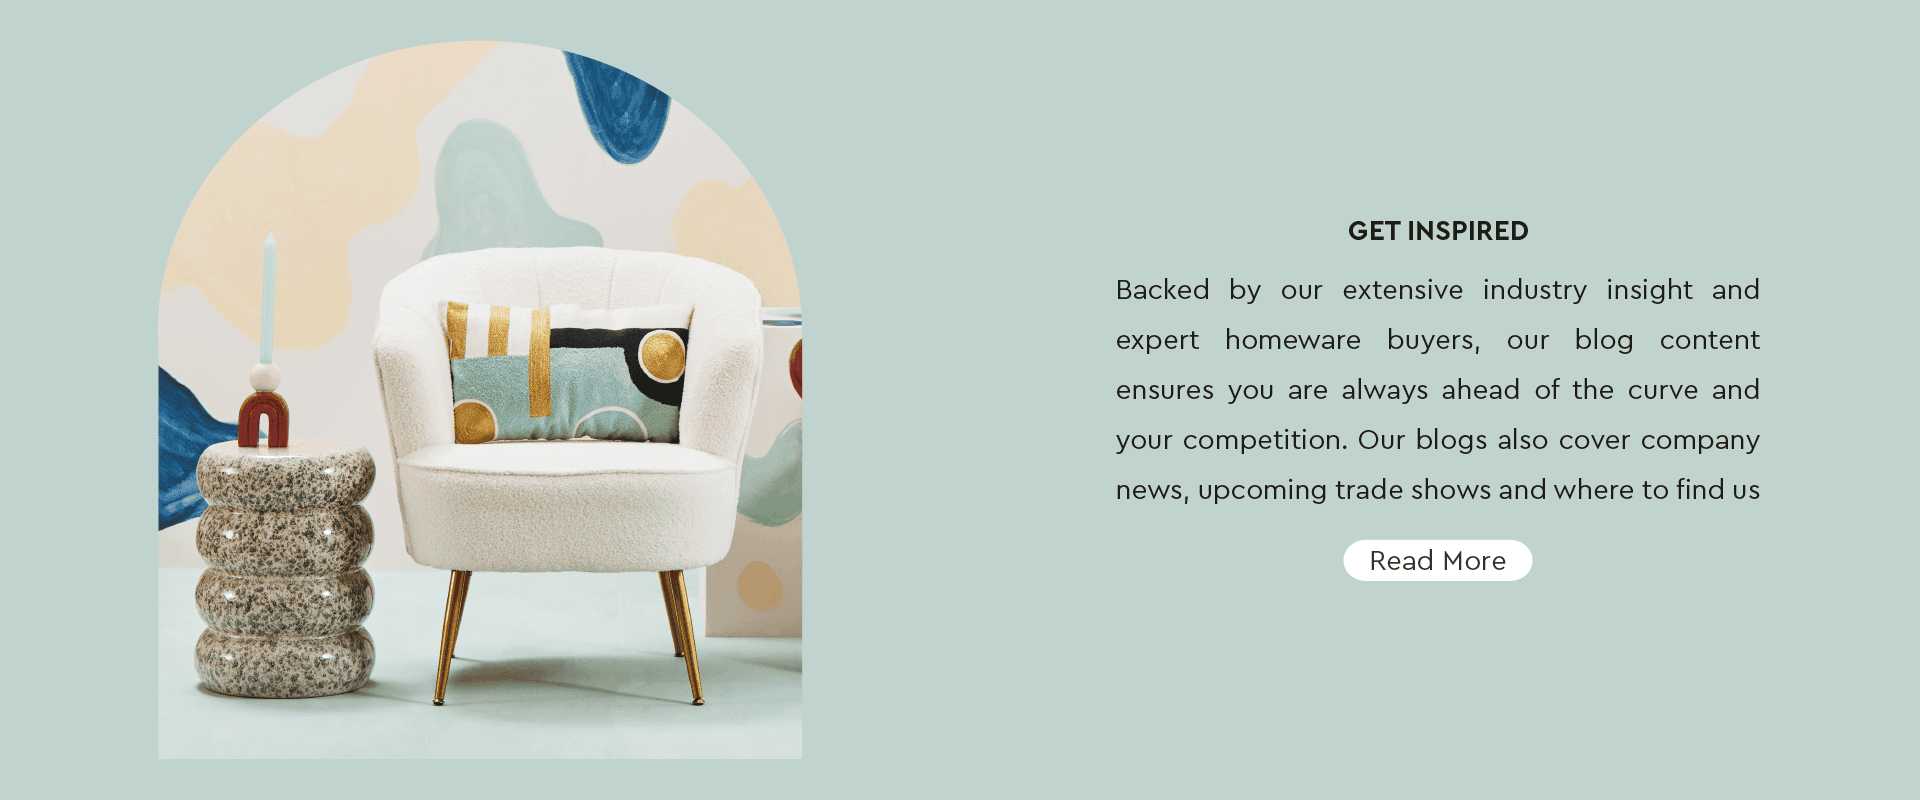 GET INSPIRED
Backed by our extensive industry insight and
expert homeware buyers, our blog content
ensures you are always ahead of the curve and
your competition. Our blogs also cover company
news, upcoming trade shows and where to find us
Read More